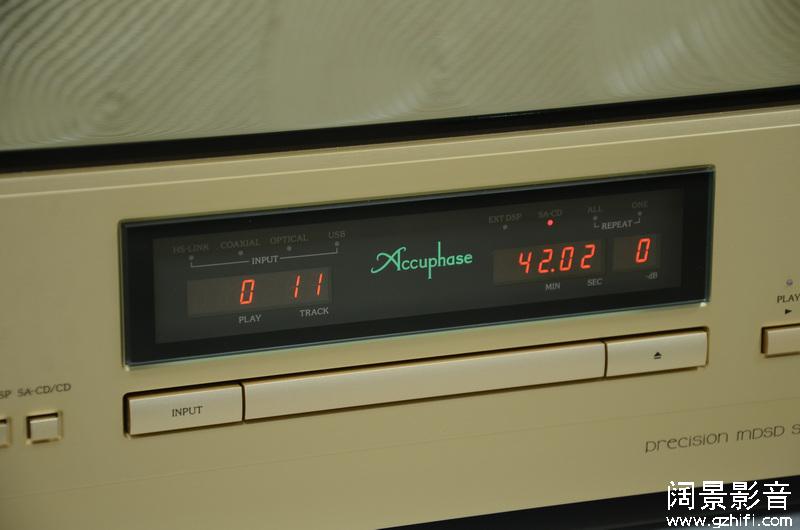 HS-LINK COAXIAL OPTICAL USB
INPUT
0 11
PLAY TRACK
Accuphase
EXT DSP SA-CD ALL ONE
REPEAT
42.02 0
MIN SEC -dB
PLAY
SP SA-CD/CD
INPUT
precision MDSD
阔景影音
www.gzhifi.com